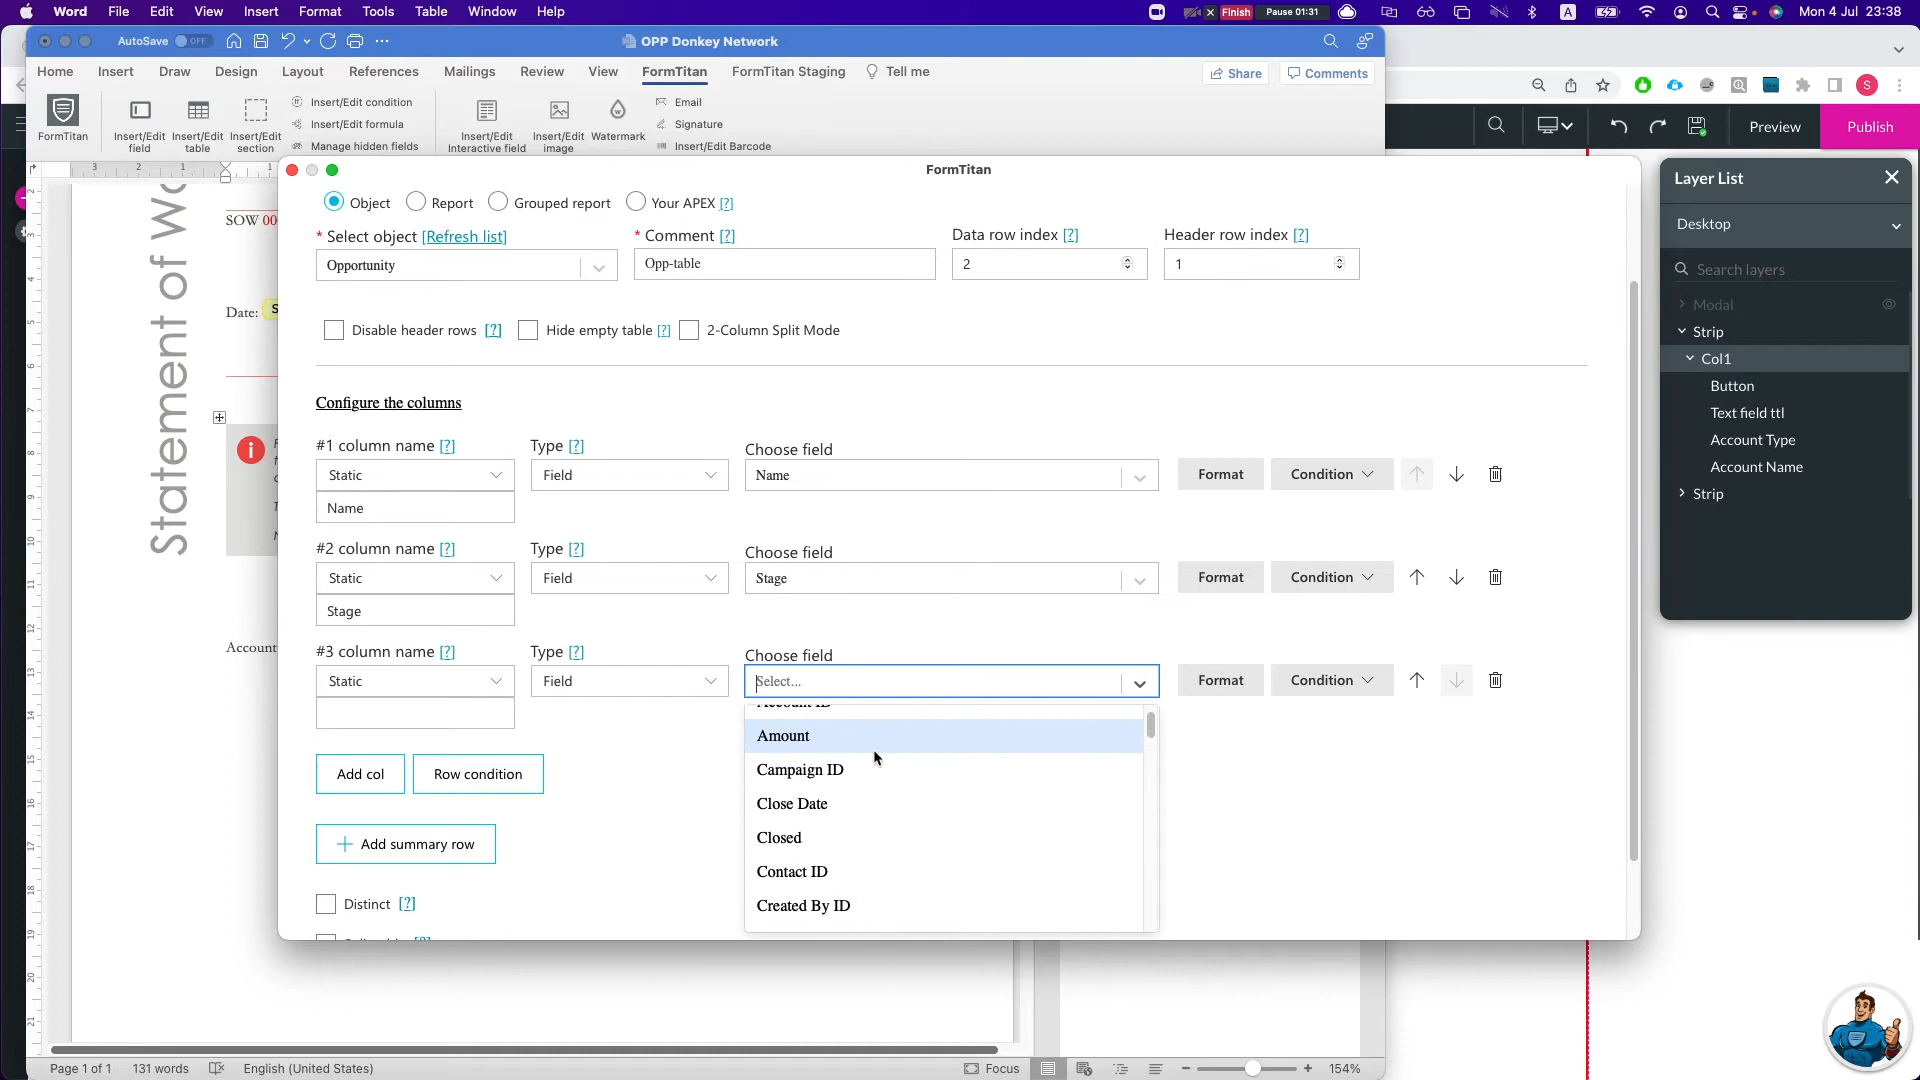 Word File Edit View Insert Format Tools Table Window Help
Finish Pause 01:31
A
Mon 4 Jul 23:38
AutoSave OFF
OPP Donkey Network
Home Insert Draw Design Layout References Mailings Review View FormTitan FormTitan Staging Tell me
Share Comments
S
FormTitan
Insert/Edit field
Insert/Edit table
Insert/Edit section
Insert/Edit condition
Insert/Edit formula
Manage hidden fields
Insert/Edit Interactive field
Insert/Edit image
Watermark
Email
Signature
Insert/Edit Barcode
Preview Publish
3 2 1 1
FormTitan
Object Report Grouped report Your APEX [?]
* Select object [Refresh list]
Opportunity
* Comment [?]
Opp-table
Data row index [?]
2
Header row index [?]
1
Disable header rows [?] Hide empty table [?] 2-Column Split Mode
Configure the columns
#1 column name [?] Type [?] Choose field
Static Field Name Format Condition
Name
#2 column name [?] Type [?] Choose field
Static Field Stage Format Condition
Stage
#3 column name [?] Type [?] Choose field
Static Field Select... Format Condition
Account ID
Amount
Campaign ID
Close Date
Closed
Contact ID
Created By ID
Add col Row condition
Add summary row
Distinct [?]
SOW 00
Date: S
Account
Layer List
Desktop
Search layers
Modal
Strip
Col1
Button
Text field ttl
Account Type
Account Name
Strip
Page 1 of 1 131 words English (United States) Focus 154%